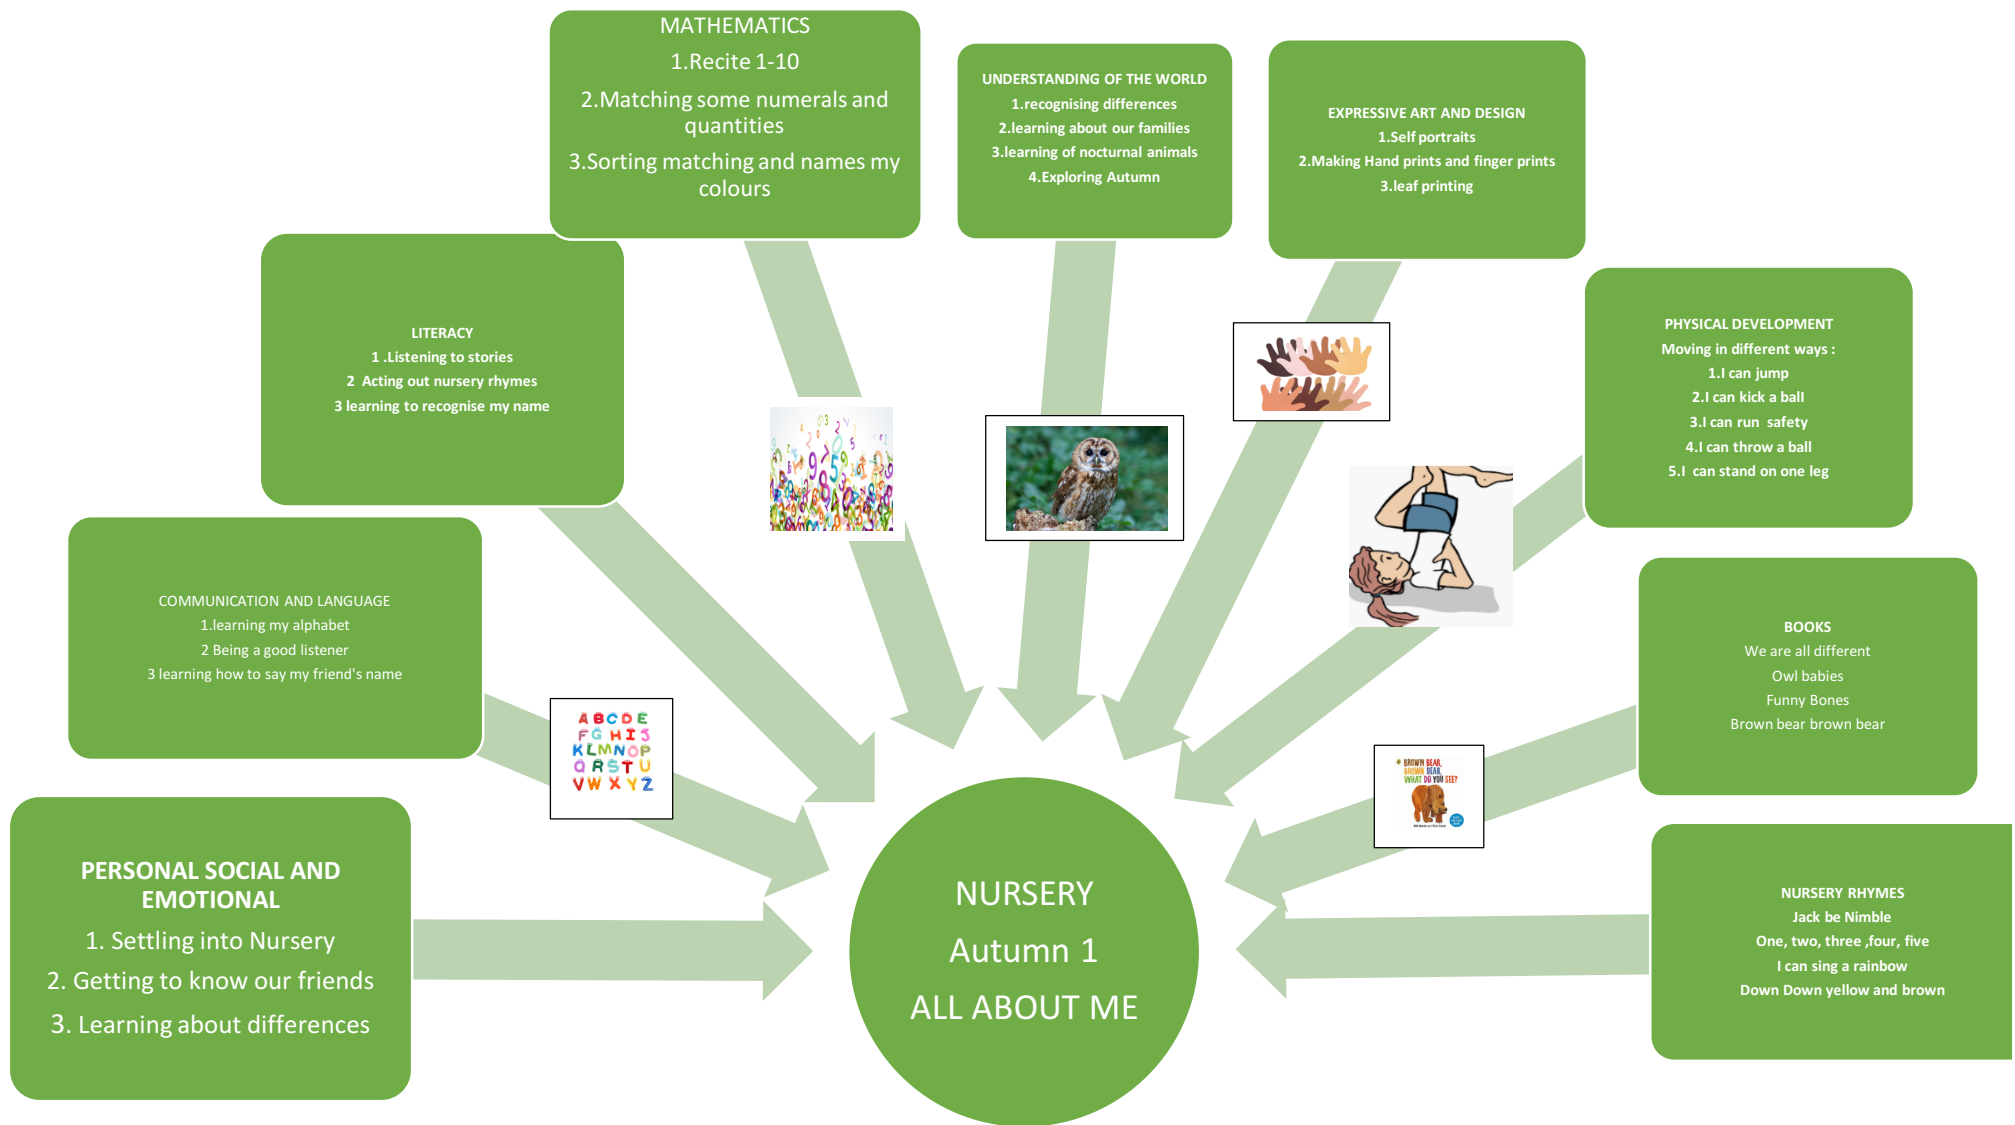 MATHEMATICS
1.Recite 1-10
2.Matching some numerals and
quantities
3.Sorting matching and names my
colours
UNDERSTANDING OF THE WORLD
1.recognising differences
2.learning about our families
3.learning of nocturnal animals
4.Exploring Autumn
EXPRESSIVE ART AND DESIGN
1.Self portraits
2.Making Hand prints and finger prints
3.leaf printing
LITERACY
1 .Listening to stories
2 Acting out nursery rhymes
3 learning to recognise my name
PHYSICAL DEVELOPMENT
Moving in different ways :
1.I can jump
2.I can kick a ball
3.I can run safety
4.I can throw a ball
5.I can stand on one leg
COMMUNICATION AND LANGUAGE
1.learning my alphabet
2 Being a good listener
3 learning how to say my friend's name
A B C D E
F G H I J
K L M N O P
Q R S T U
V W X Y Z
BOOKS
We are all different
Owl babies
Funny Bones
Brown bear brown bear
BROWN BEAR,
BROWN BEAR,
WHAT DO YOU SEE?
PERSONAL SOCIAL AND
EMOTIONAL
1. Settling into Nursery
2. Getting to know our friends
3. Learning about differences
NURSERY
Autumn 1
ALL ABOUT ME
NURSERY RHYMES
Jack be Nimble
One, two, three ,four, five
I can sing a rainbow
Down Down yellow and brown